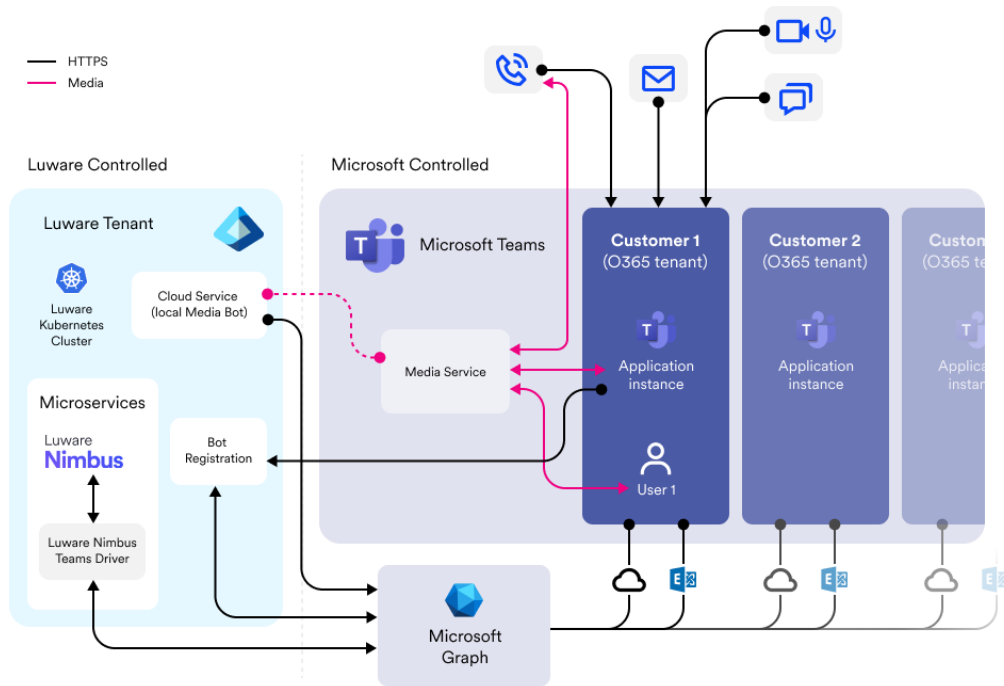 HTTPS
Media
Luware Controlled
Microsoft Controlled
Luware Tenant
Luware
Kubernetes
Cluster
Cloud Service
(local Media Bot)
Microservices
Luware
Nimbus
Luware Nimbus
Teams Driver
Bot
Registration
T
Microsoft Teams
Media Service
Customer 1
(O365 tenant)
T
Application
instance
User 1
Customer 2
(O365 tenant)
T
Application
instance
(O365
T
E
E
E
Microsoft
Graph